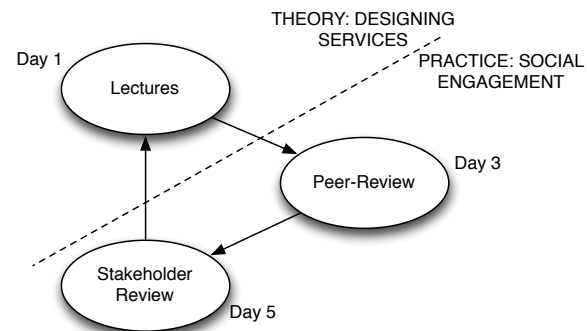 THEORY: DESIGNING
SERVICES
PRACTICE: SOCIAL
ENGAGEMENT
Day 1
Lectures
Peer-Review
Day 3
Stakeholder
Review
Day 5